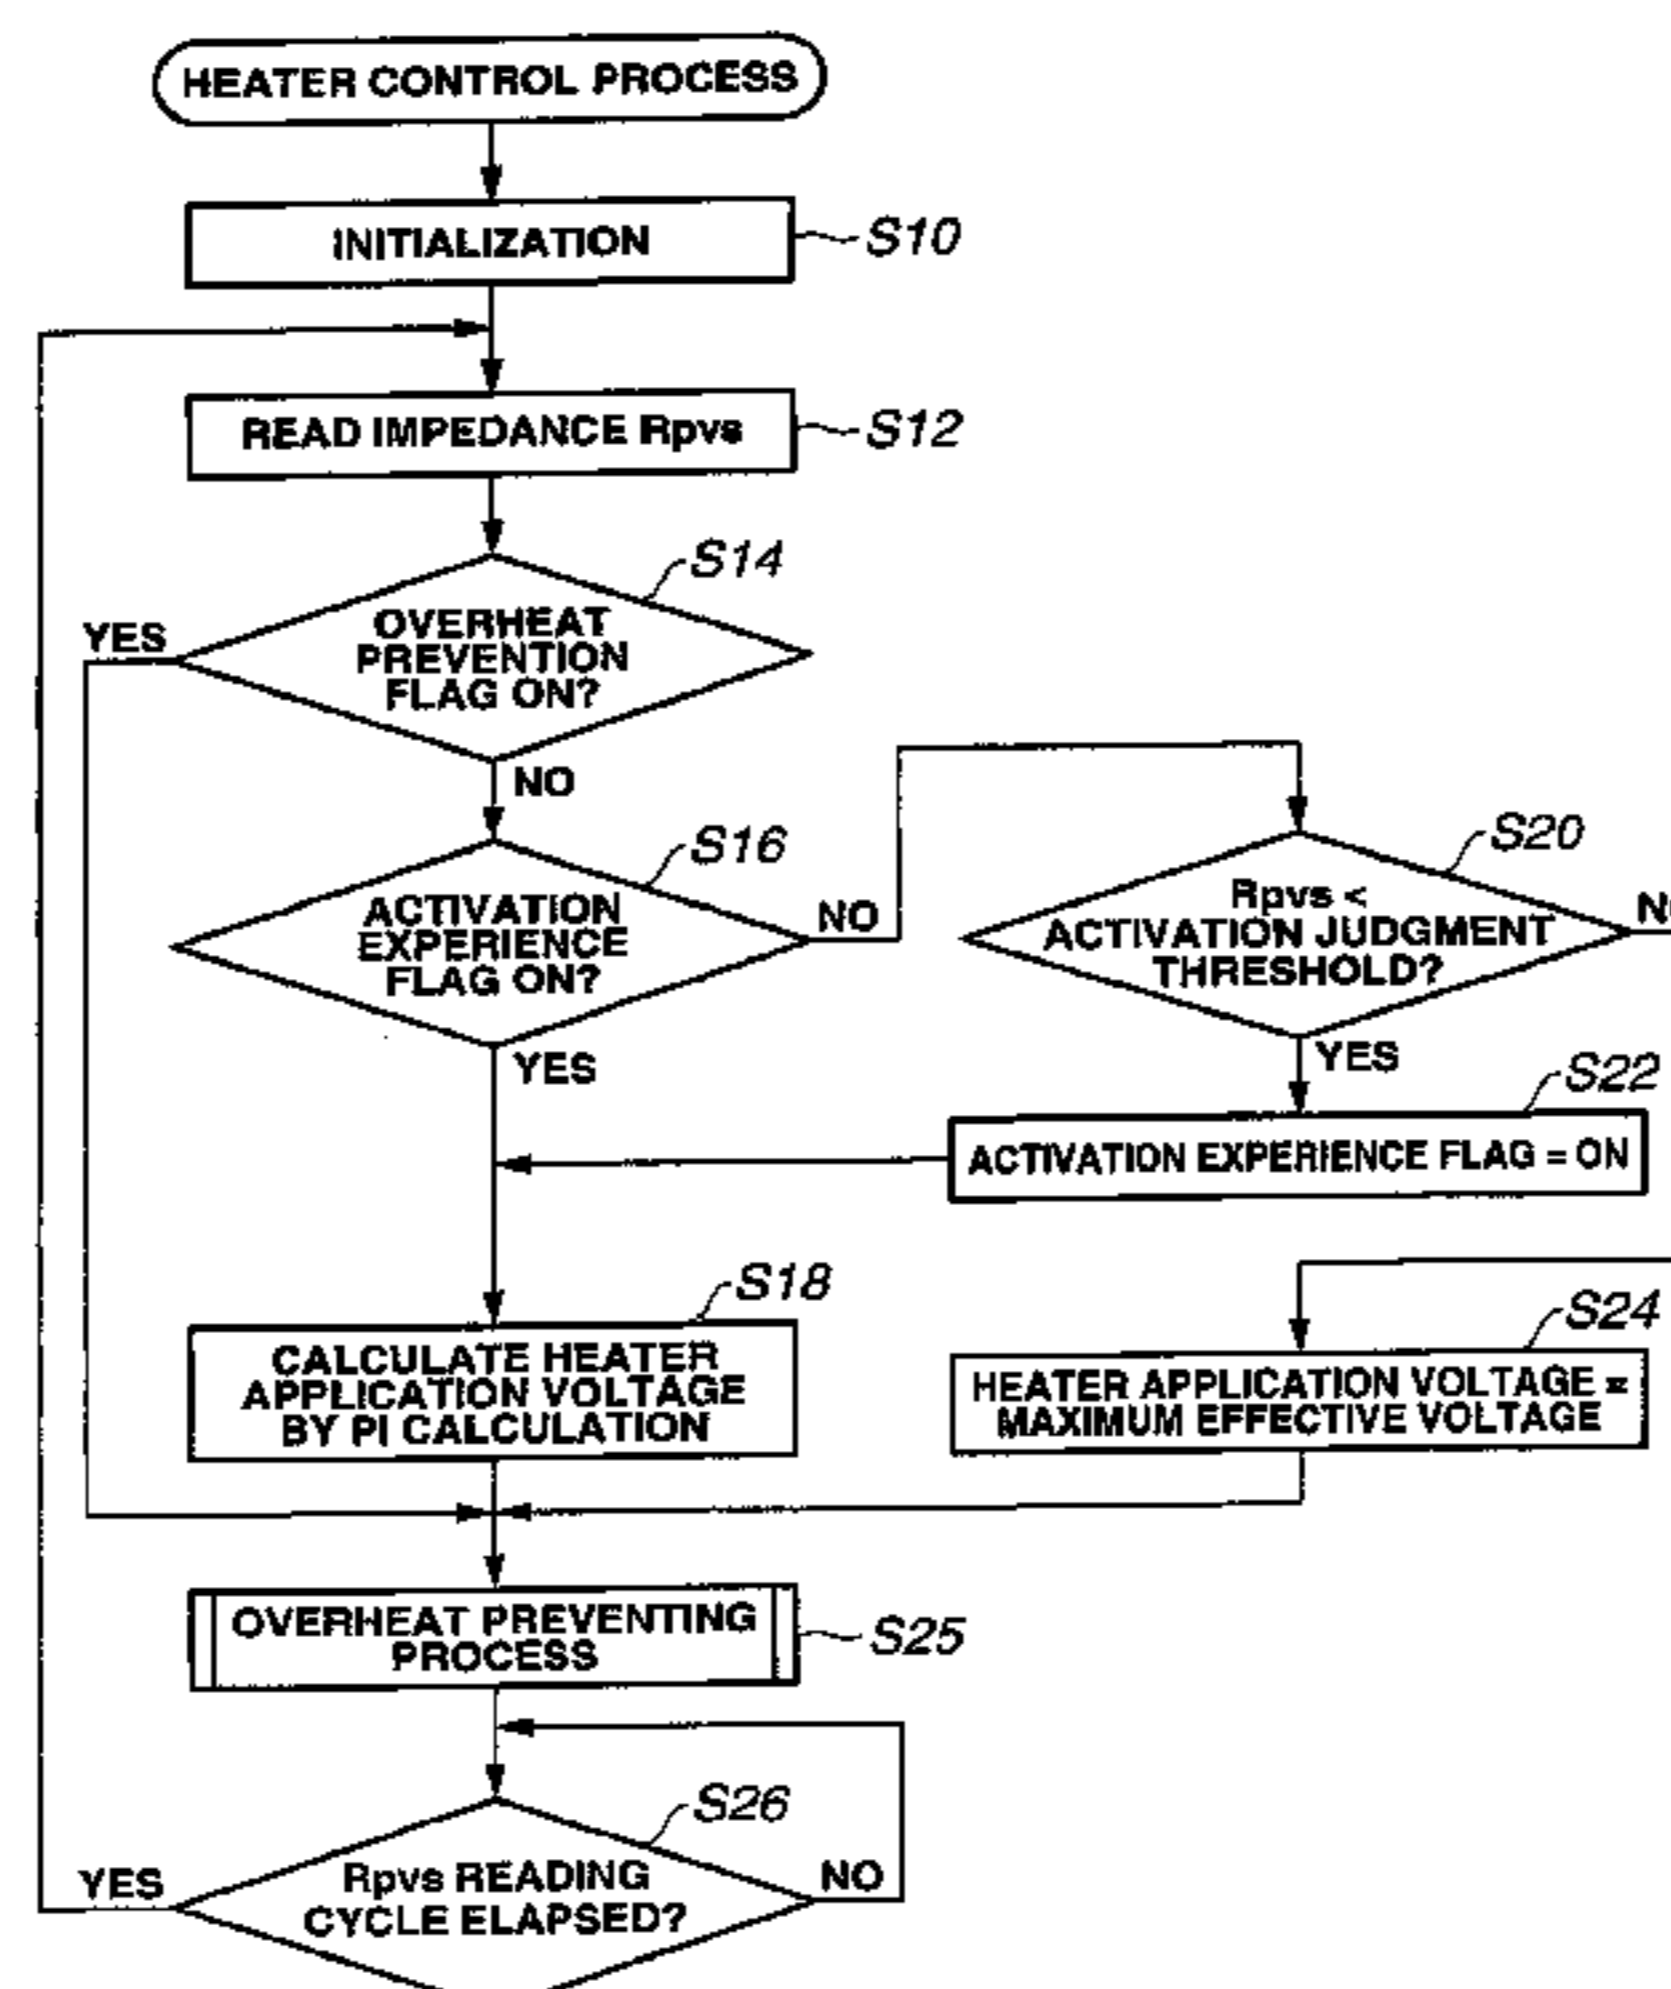 HEATER CONTROL PROCESS
INITIALIZATION
S10
READ IMPEDANCE Rpvs
S12
S14
OVERHEAT
PREVENTION
FLAG ON?
YES
NO
S16
ACTIVATION
EXPERIENCE
FLAG ON?
NO
YES
S20
Rpvs <
ACTIVATION JUDGMENT
THRESHOLD?
YES
S22
ACTIVATION EXPERIENCE FLAG = ON
S18
CALCULATE HEATER
APPLICATION VOLTAGE
BY PI CALCULATION
S24
HEATER APPLICATION VOLTAGE =
MAXIMUM EFFECTIVE VOLTAGE
OVERHEAT PREVENTING
PROCESS
S25
S26
Rpvs READING
CYCLE ELAPSED?
YES
NO